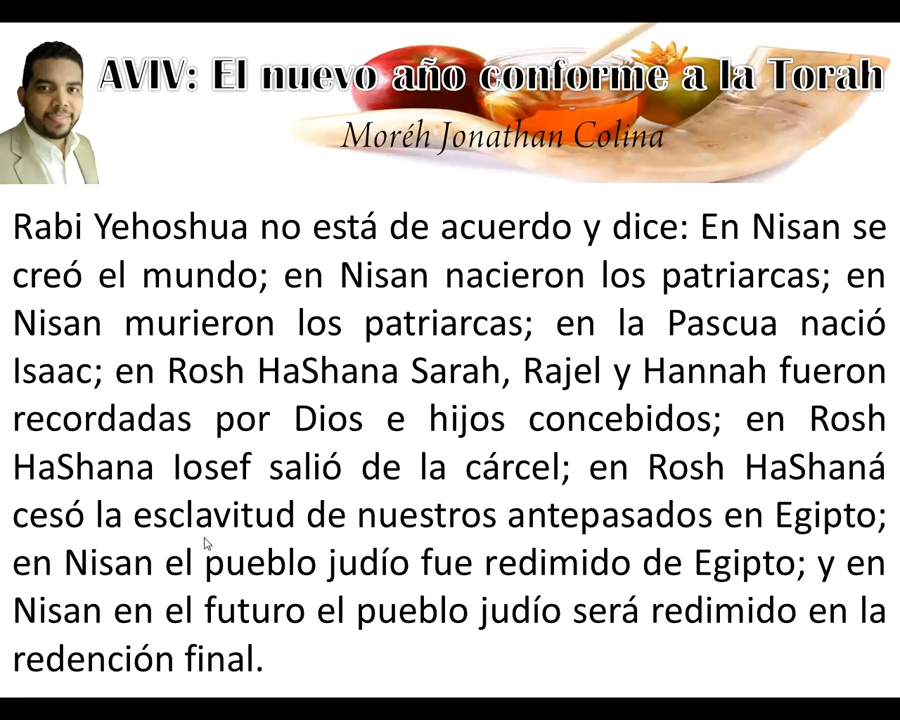 AVIV: El nuevo año conforme a la Torah
Moréh Jonathan Colina
Rabi Yehoshua no está de acuerdo y dice: En Nisan se
creó el mundo; en Nisan nacieron los patriarcas; en
Nisan murieron los patriarcas; en la Pascua nació
Isaac; en Rosh HaShana Sarah, Rajel y Hannah fueron
recordadas por Dios e hijos concebidos; en Rosh
HaShana Iosef salió de la cárcel; en Rosh HaShaná
cesó la esclavitud de nuestros antepasados en Egipto;
en Nisan el pueblo judío fue redimido de Egipto; y en
Nisan en el futuro el pueblo judío será redimido en la
redención final.